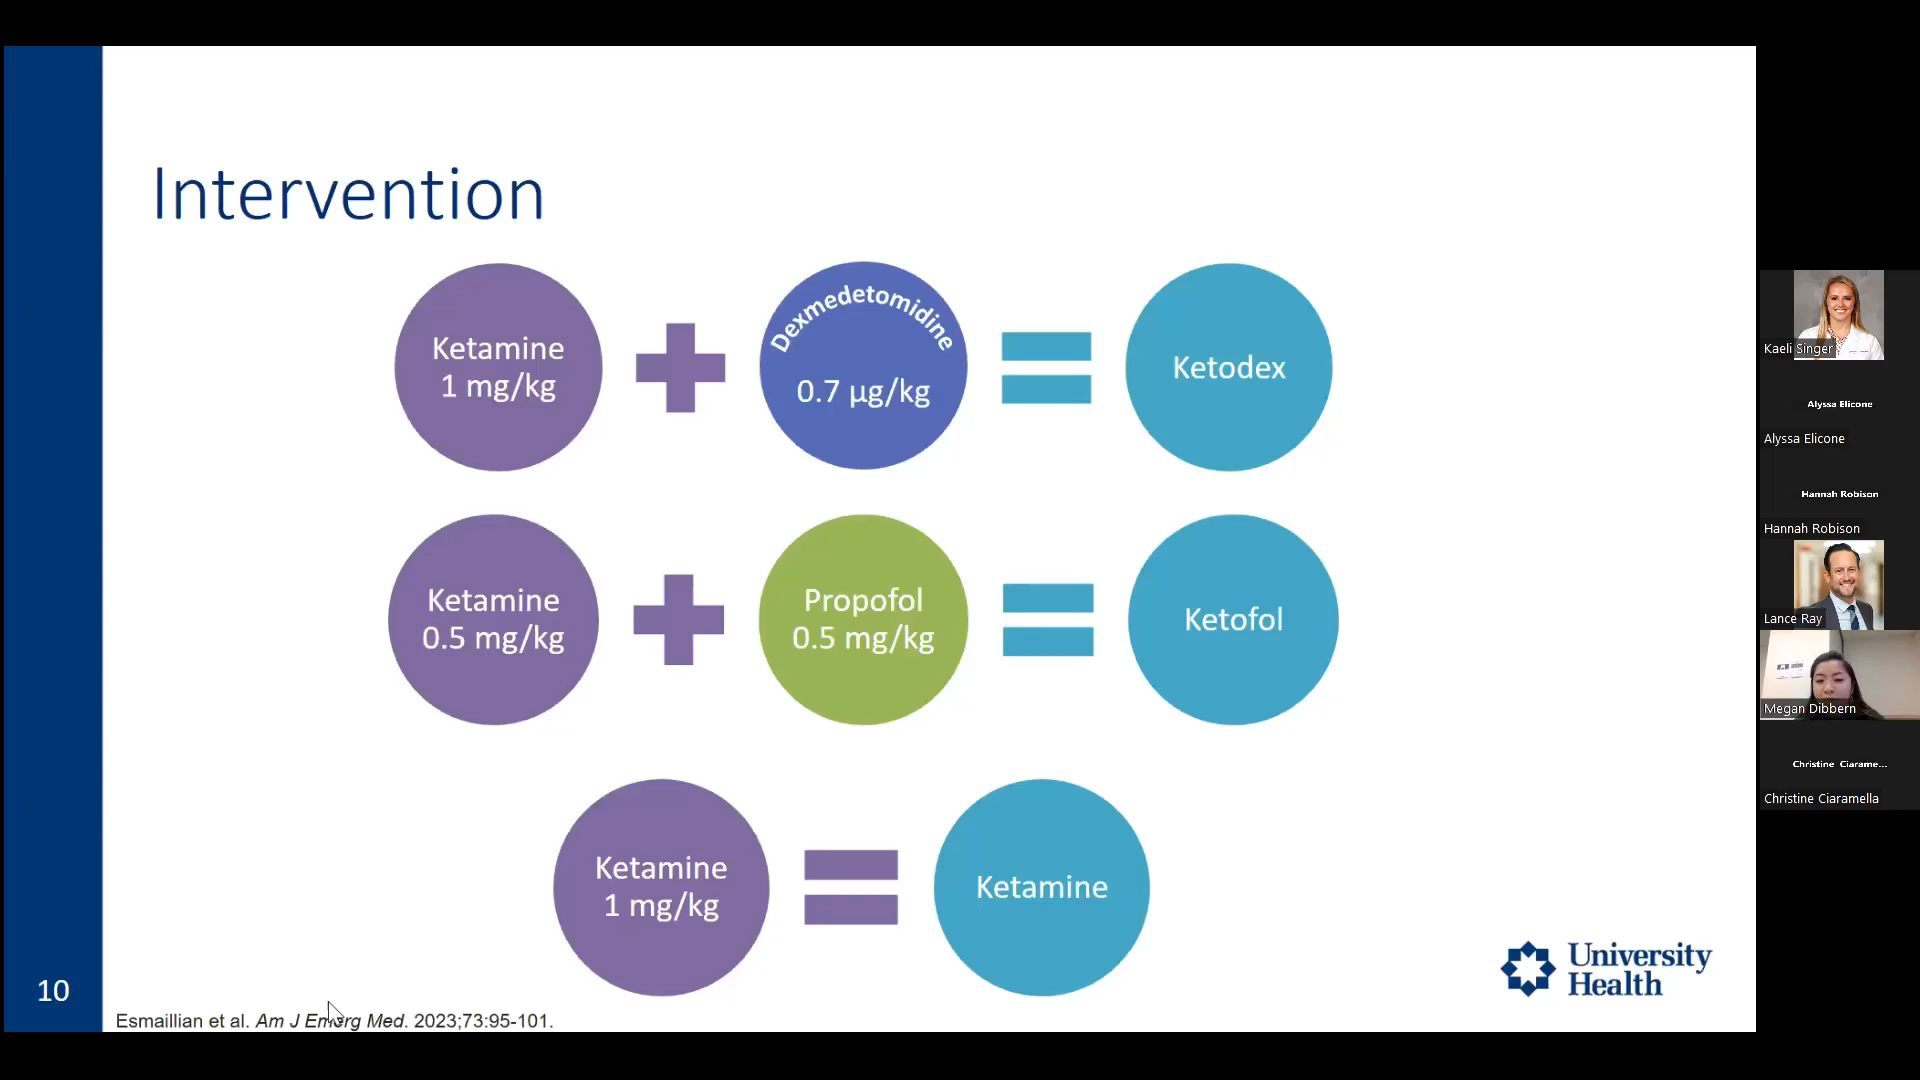 Intervention
Ketamine
1 mg/kg
Dexmedetomidine
0.7 µg/kg
Ketodex
Ketamine
0.5 mg/kg
Propofol
0.5 mg/kg
Ketofol
Ketamine
1 mg/kg
Ketamine
University
Health
10
Esmaillian et al. Am J Emerg Med. 2023;73:95-101.
Kaeli Singer
Alyssa Elicone
Alyssa Elicone
Hannah Robison
Hannah Robison
Lance Ray
Megan Dibbern
Christine Ciarame...
Christine Ciaramella